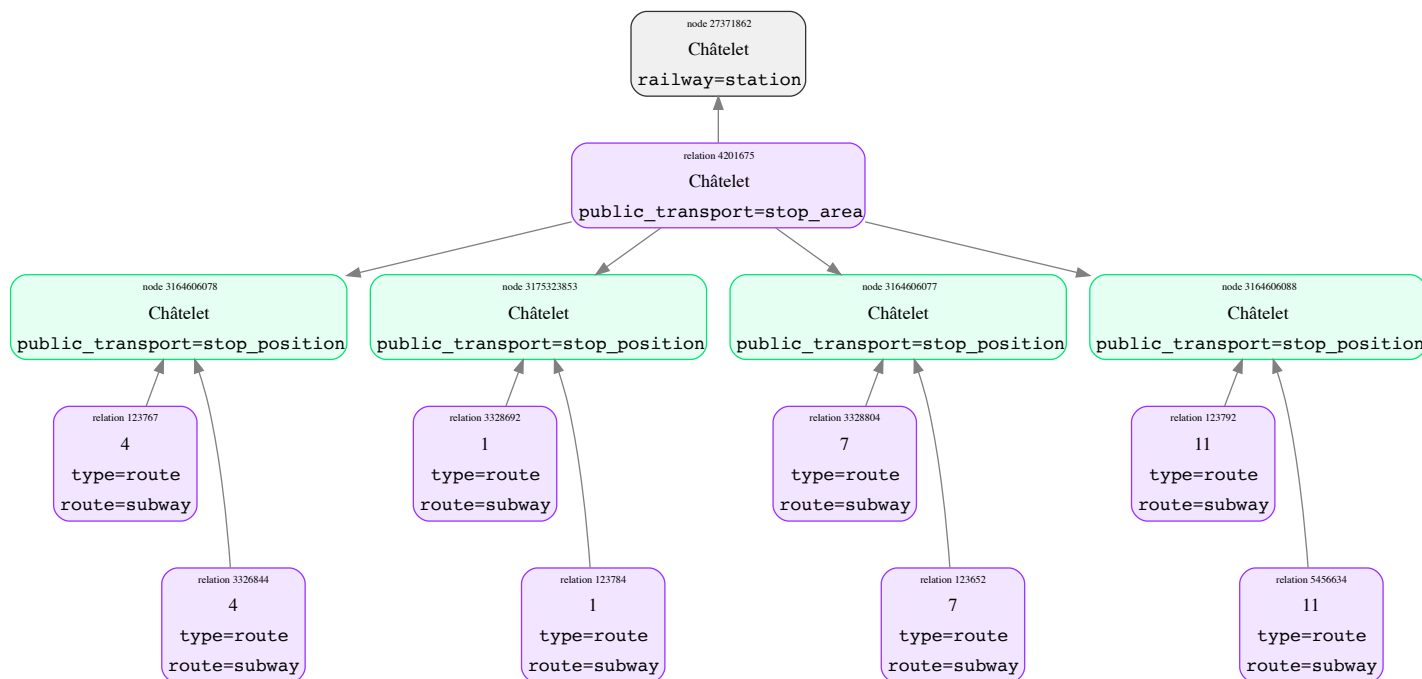 node 27371862
Châtelet
railway=station
relation 4201675
Châtelet
public_transport=stop_area
node 3164606078
Châtelet
public_transport=stop_position
node 3175323853
Châtelet
public_transport=stop_position
node 3164606077
Châtelet
public_transport=stop_position
node 3164606088
Châtelet
public_transport=stop_position
relation 123767
4
type=route
route=subway
relation 3328692
1
type=route
route=subway
relation 3328804
7
type=route
route=subway
relation 123792
11
type=route
route=subway
relation 3326844
4
type=route
route=subway
relation 123784
1
type=route
route=subway
relation 123652
7
type=route
route=subway
relation 5456634
11
type=route
route=subway